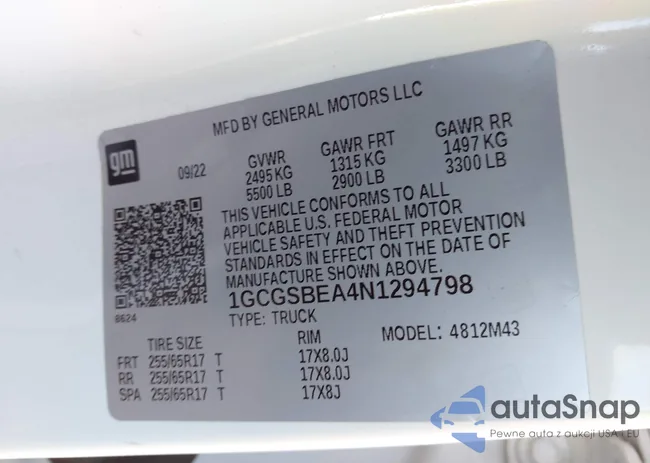 MFD BY GENERAL MOTORS LLC
gm
09/22
GVWR
2495 KG
5500 LB
GAWR FRT
1315 KG
2900 LB
GAWR RR
1497 KG
3300 LB
THIS VEHICLE CONFORMS TO ALL
APPLICABLE U.S. FEDERAL MOTOR
VEHICLE SAFETY AND THEFT PREVENTION
STANDARDS IN EFFECT ON THE DATE OF
MANUFACTURE SHOWN ABOVE.
1GCGSBEA4N1294798
8624
TYPE: TRUCK
MODEL: 4812M43
TIRE SIZE RIM
FRT 255/65R17 T 17X8.0J
RR 255/65R17 T 17X8.0J
SPA 255/65R17 T 17X8J
autaSnap
Pewne auta z aukcji USA i EU